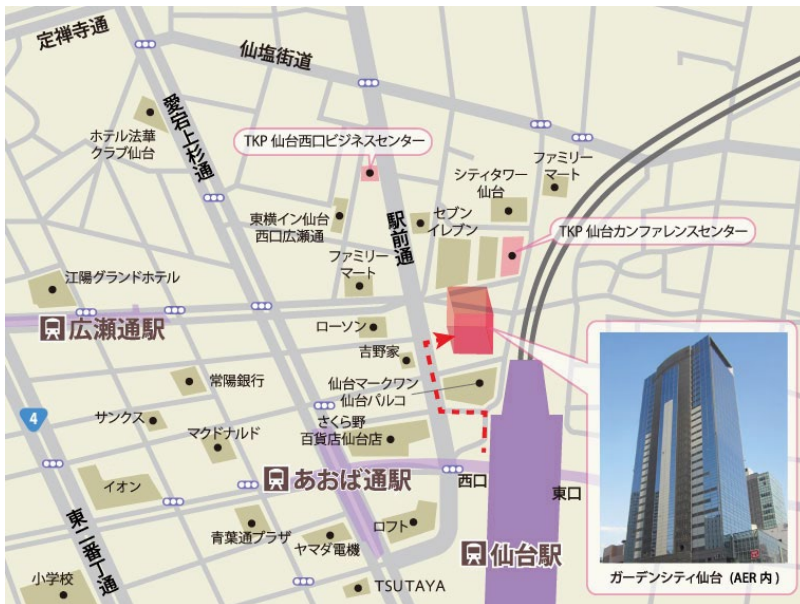 定禅寺通
仙塩街道
愛宕上杉通
ホテル法華
クラブ仙台
TKP 仙台西口ビジネスセンター
ファミリー
マート
シティタワー
仙台
東横イン仙台
西口広瀬通
駅前通
セブン
イレブン
TKP 仙台カンファレンスセンター
ファミリー
マート
江陽グランドホテル
広瀬通駅
ローソン
吉野家
常陽銀行
仙台マークワン
仙台パルコ
4
サンクス
マクドナルド
さくら野
百貨店仙台店
あおば通駅
西口
東口
イオン
青葉通プラザ
ヤマダ電機
ロフト
仙台駅
東二番丁通
小学校
TSUTAYA
ガーデンシティ仙台 (AER 内)